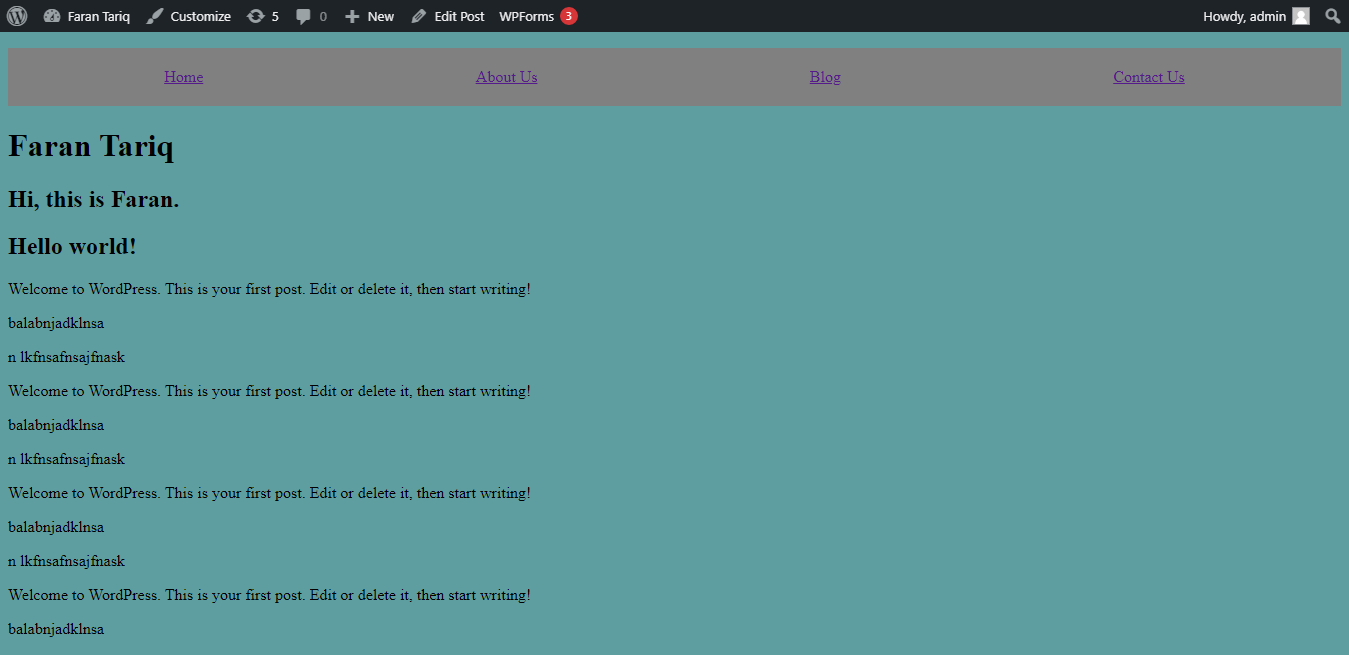 Faran Tariq Customize 5 0 New Edit Post WPForms 3 Howdy, admin
Home About Us Blog Contact Us
Faran Tariq
Hi, this is Faran.
Hello world!
Welcome to WordPress. This is your first post. Edit or delete it, then start writing!
balabnjadklnsa
n lkfnsafnsajfnask
Welcome to WordPress. This is your first post. Edit or delete it, then start writing!
balabnjadklnsa
n lkfnsafnsajfnask
Welcome to WordPress. This is your first post. Edit or delete it, then start writing!
balabnjadklnsa
n lkfnsafnsajfnask
Welcome to WordPress. This is your first post. Edit or delete it, then start writing!
balabnjadklnsa